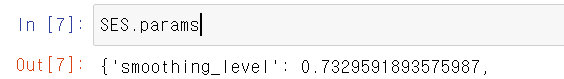 In [7]: SES.params
Out[7]: {'smoothing_level': 0.7329591893575987,